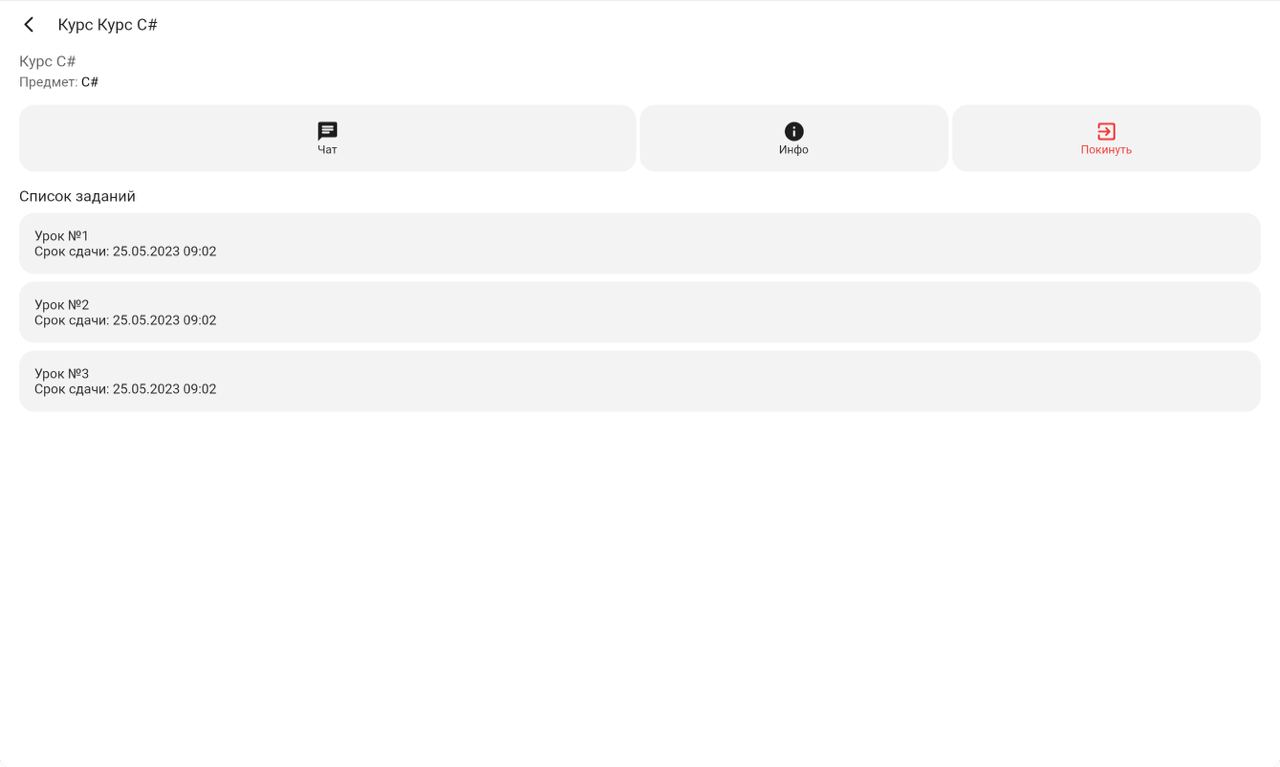 Курс Курс C#
Курс C#
Предмет: C#
Чат
Инфо
Покинуть
Список заданий
Урок №1
Срок сдачи: 25.05.2023 09:02
Урок №2
Срок сдачи: 25.05.2023 09:02
Урок №3
Срок сдачи: 25.05.2023 09:02